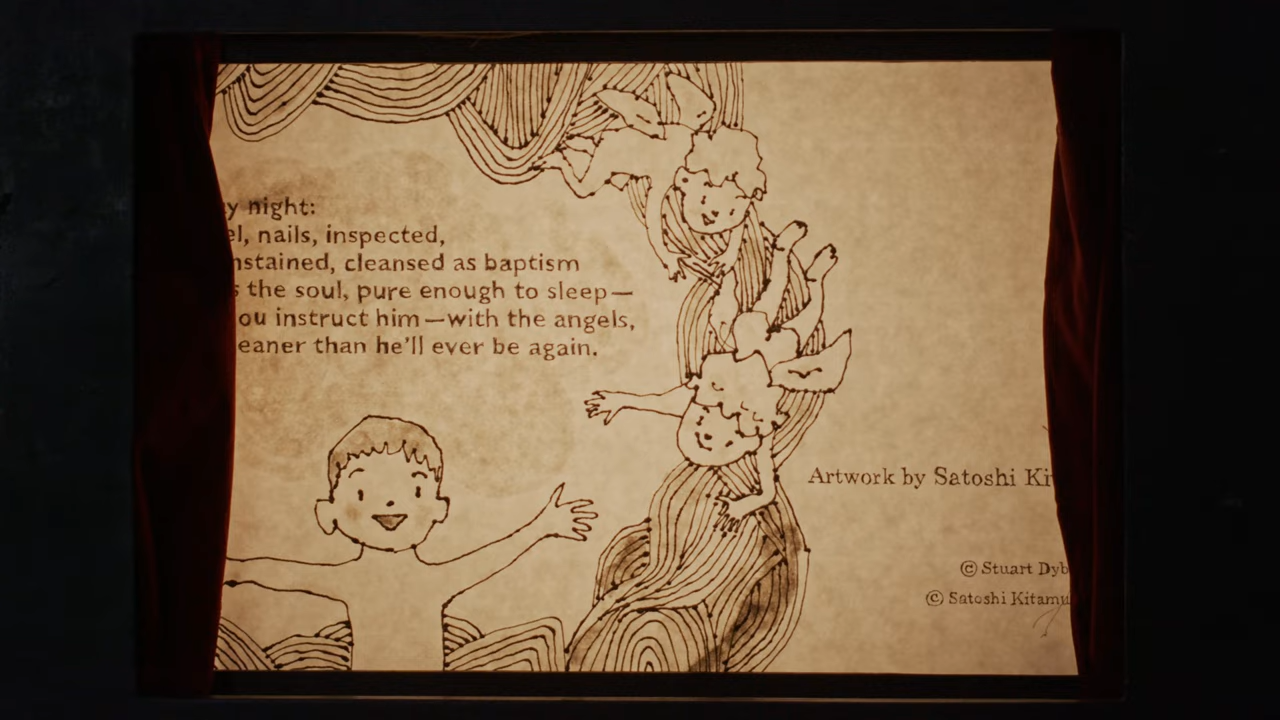 y night:
el, nails, inspected,
nstained, cleansed as baptism
s the soul, pure enough to sleep—
ou instruct him—with the angels,
eaner than he'll ever be again.
Artwork by Satoshi Ki
© Stuart Dyb
© Satoshi Kitamu